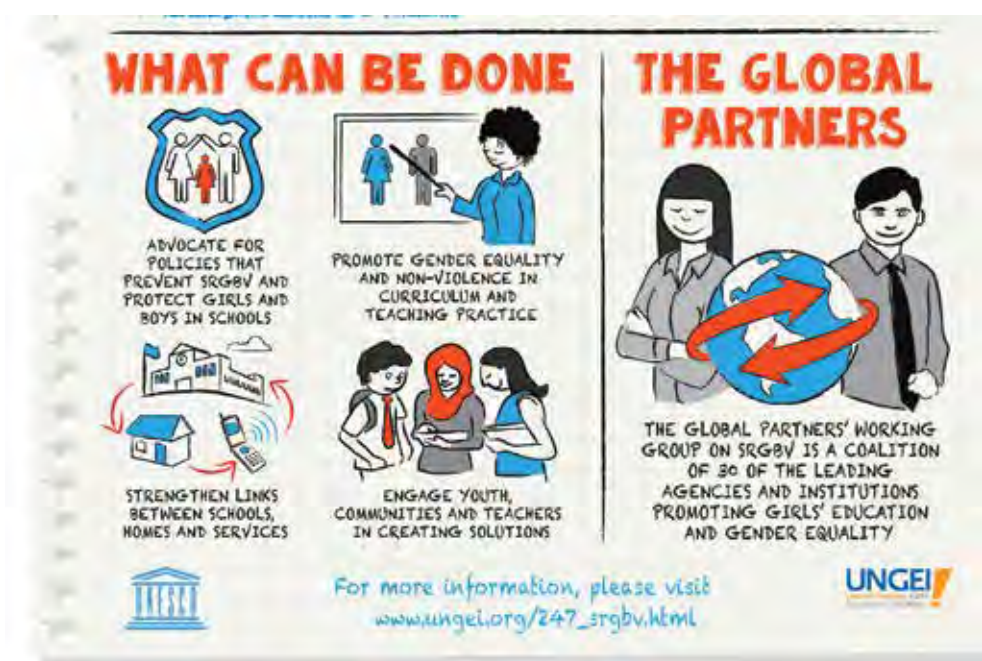 WHAT CAN BE DONE
ADVOCATE FOR
POLICIES THAT
PREVENT SRGBV AND
PROTECT GIRLS AND
BOYS IN SCHOOLS
PROMOTE GENDER EQUALITY
AND NON-VIOLENCE IN
CURRICULUM AND
TEACHING PRACTICE
STRENGTHEN LINKS
BETWEEN SCHOOLS,
HOMES AND SERVICES
ENGAGE YOUTH,
COMMUNITIES AND TEACHERS
IN CREATING SOLUTIONS
THE GLOBAL
PARTNERS
THE GLOBAL PARTNERS' WORKING
GROUP ON SRGBV IS A COALITION
OF 30 OF THE LEADING
AGENCIES AND INSTITUTIONS
PROMOTING GIRLS' EDUCATION
AND GENDER EQUALITY
UNESCO
For more information, please visit
www.ungei.org/247_srgbv.html
UNGEI